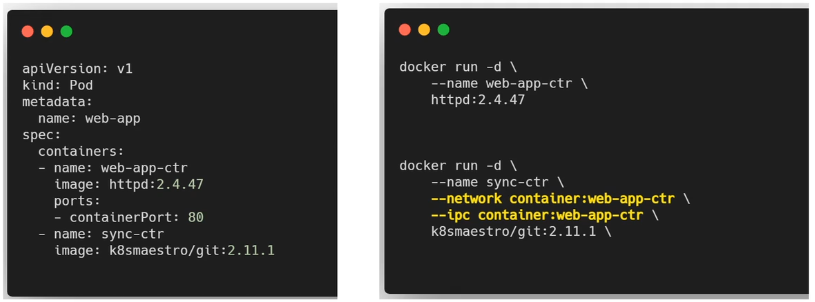 apiVersion: v1
kind: Pod
metadata:
  name: web-app
spec:
  containers:
  - name: web-app-ctr
    image: httpd:2.4.47
    ports:
    - containerPort: 80
  - name: sync-ctr
    image: k8smaestro/git:2.11.1
docker run -d \
    --name web-app-ctr \
    httpd:2.4.47
docker run -d \
    --name sync-ctr \
    --network container:web-app-ctr \
    --ipc container:web-app-ctr \
    k8smaestro/git:2.11.1 \